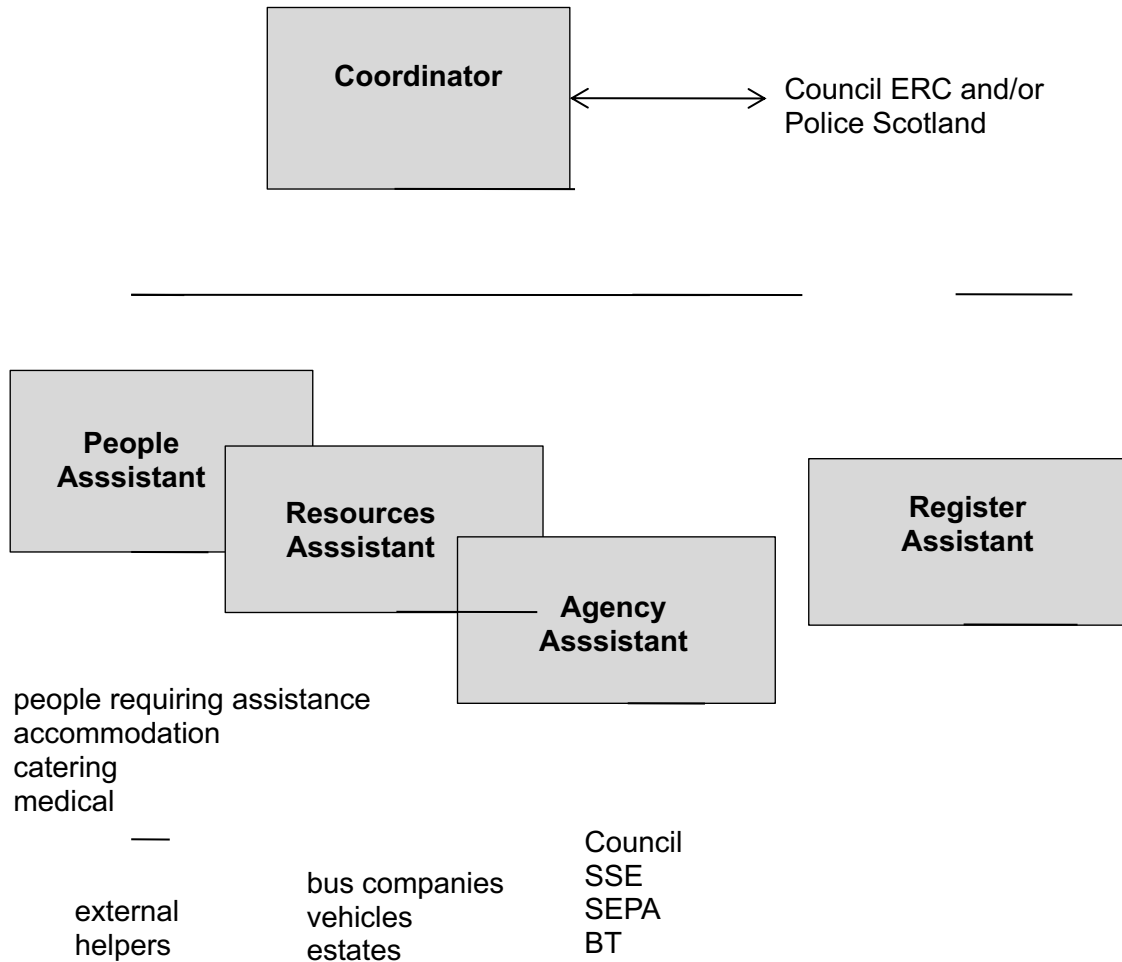 Coordinator
Council ERC and/or
Police Scotland
People
Asssistant
Resources
Asssistant
Agency
Asssistant
Register
Assistant
people requiring assistance
accommodation
catering
medical
external
helpers
bus companies
vehicles
estates
Council
SSE
SEPA
BT